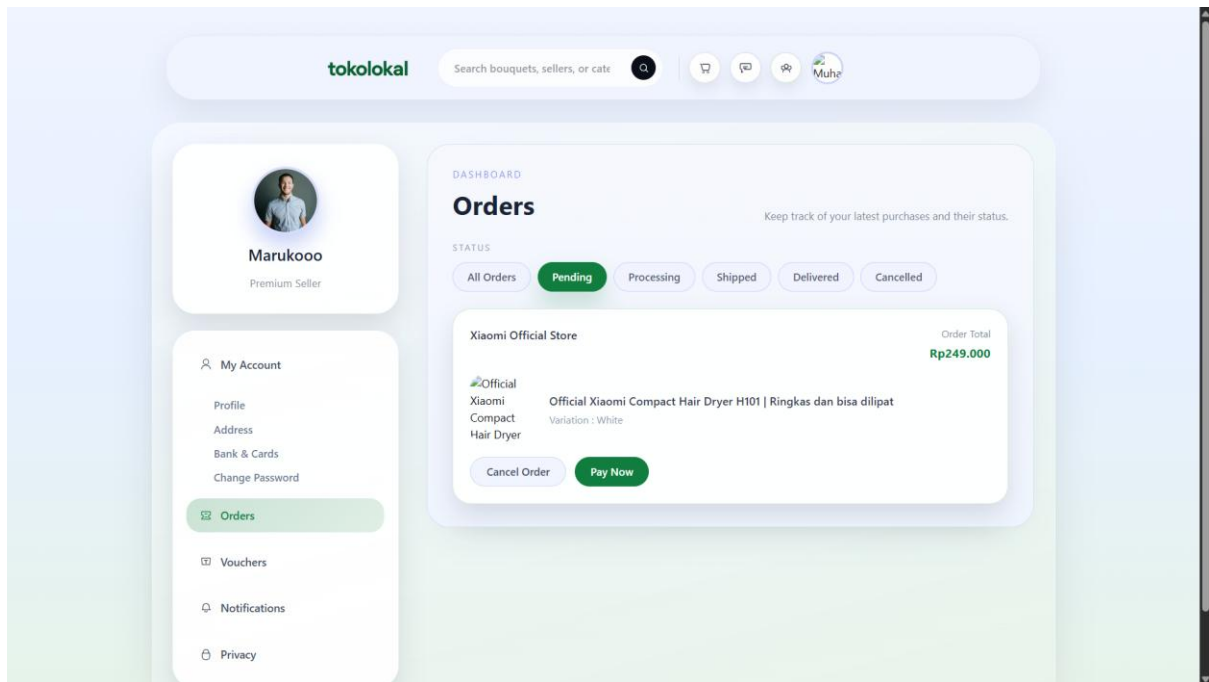 tokolokal
Search bouquets, sellers, or cate
Muha
Marukooo
Premium Seller
My Account
Profile
Address
Bank & Cards
Change Password
Orders
Vouchers
Notifications
Privacy
DASHBOARD
Orders
Keep track of your latest purchases and their status.
STATUS
All Orders
Pending
Processing
Shipped
Delivered
Cancelled
Xiaomi Official Store
Order Total
Rp249.000
Official
Xiaomi
Compact
Hair Dryer
Official Xiaomi Compact Hair Dryer H101 | Ringkas dan bisa dilipat
Variation : White
Cancel Order
Pay Now